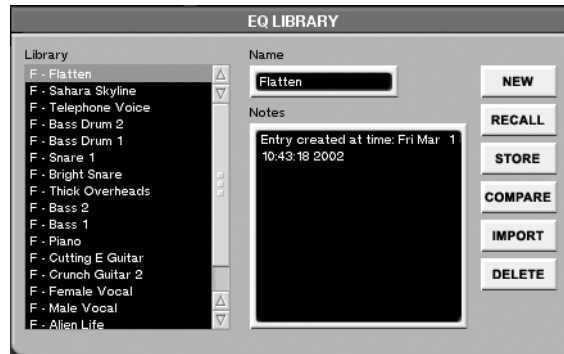 EQ LIBRARY
Library
F - Flatten
F - Sahara Skyline
F - Telephone Voice
F - Bass Drum 2
F - Bass Drum 1
F - Snare 1
F - Bright Snare
F - Thick Overheads
F - Bass 2
F - Bass 1
F - Piano
F - Cutting E Guitar
F - Crunch Guitar 2
F - Female Vocal
F - Male Vocal
F - Alien Life
Name
Flatten
Notes
Entry created at time: Fri Mar 1
10:43:18 2002
NEW
RECALL
STORE
COMPARE
IMPORT
DELETE